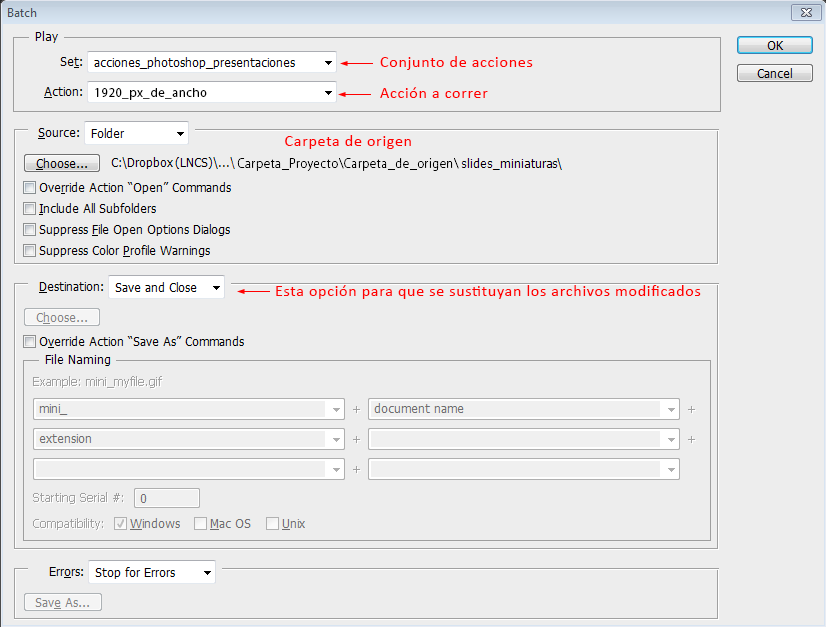 Batch
Play
Set: acciones_photoshop_presentaciones Conjunto de acciones
Action: 1920_px_de_ancho Acción a correr
OK
Cancel
Source: Folder
Carpeta de origen
Choose... C:\Dropbox (LNCS)\...\ Carpeta_Proyecto\Carpeta_de_origen\ slides_miniaturas\
Override Action "Open" Commands
Include All Subfolders
Suppress File Open Options Dialogs
Suppress Color Profile Warnings
Destination: Save and Close Esta opción para que se sustituyan los archivos modificados
Choose...
Override Action "Save As" Commands
File Naming
Example: mini_myfile.gif
mini_ + document name +
extension + +
+
Starting Serial #: 0
Compatibility: Windows Mac OS Unix
Errors: Stop for Errors
Save As...